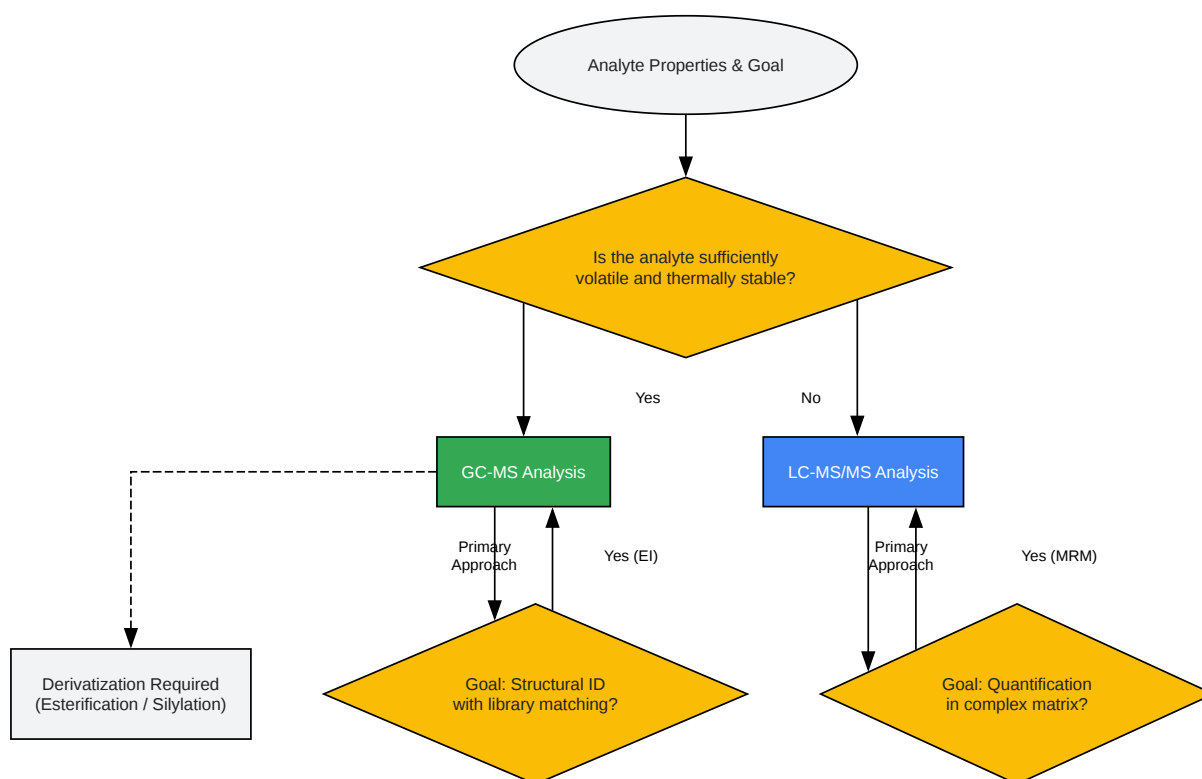 Analyte Properties & Goal
Is the analyte sufficiently
volatile and thermally stable?
Yes
No
GC-MS Analysis
LC-MS/MS Analysis
Primary
Approach
Yes (EI)
Primary
Approach
Yes (MRM)
Derivatization Required
(Esterification / Silylation)
Goal: Structural ID
with library matching?
Goal: Quantification
in complex matrix?